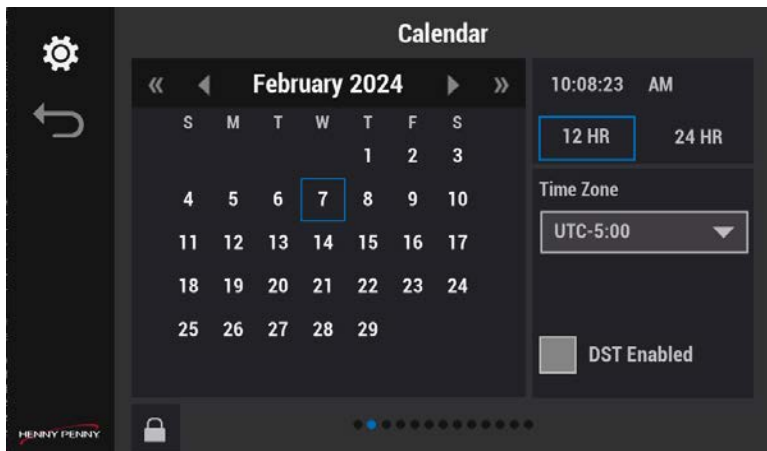 Calendar
« February 2024 »
10:08:23 AM
S M T W T F S
12 HR 24 HR
1 2 3
Time Zone
4 5 6 7 8 9 10
UTC-5:00
11 12 13 14 15 16 17
18 19 20 21 22 23 24
25 26 27 28 29
DST Enabled
HENNY PENNY